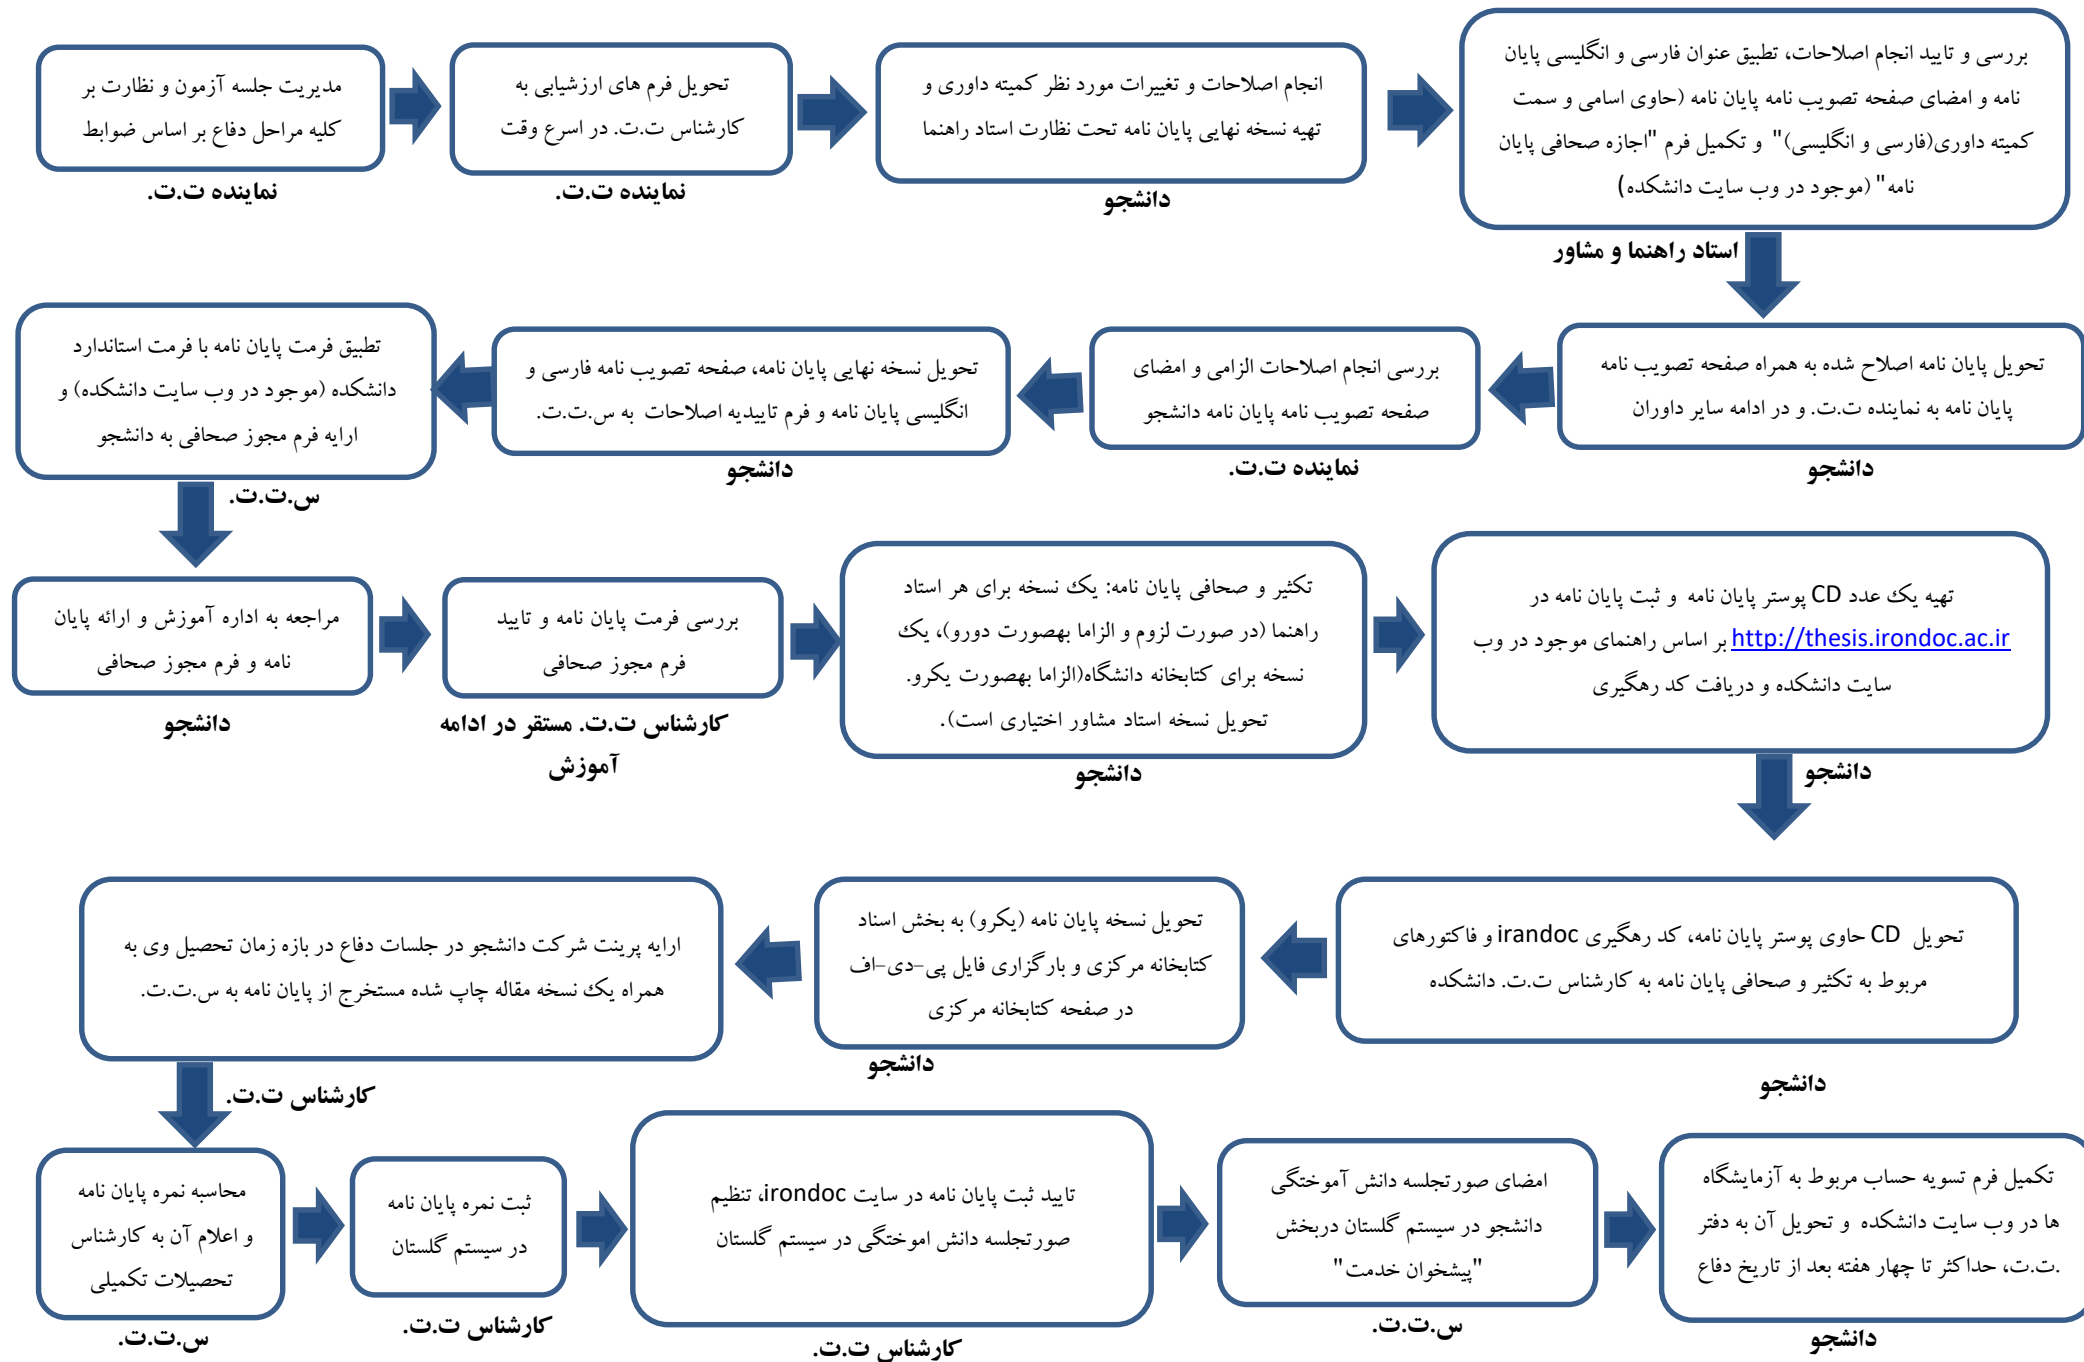 مدیریت جلسه آزمون و نظارت بر
کلیه مراحل دفاع بر اساس ضوابط
نماینده ت.ت.
تحویل فرم های ارزشیابی به
کارشناس ت.ت. در اسرع وقت
نماینده ت.ت.
انجام اصلاحات و تغییرات مورد نظر کمیته داوری و
تهیه نسخه نهایی پایان نامه تحت نظارت استاد راهنما
دانشجو
بررسی و تایید انجام اصلاحات، تطبیق عنوان فارسی و انگلیسی پایان
نامه و امضای صفحه تصویب نامه پایان نامه (حاوی اسامی و سمت
کمیته داوری(فارسی و انگلیسی)" و تکمیل فرم "اجازه صحافی پایان
نامه" (موجود در وب سایت دانشکده)
استاد راهنما و مشاور
تحویل پایان نامه اصلاح شده به همراه صفحه تصویب نامه
پایان نامه به نماینده ت.ت. و در ادامه سایر داوران
دانشجو
بررسی انجام اصلاحات الزامی و امضای
صفحه تصویب نامه پایان نامه دانشجو
نماینده ت.ت.
تحویل نسخه نهایی پایان نامه، صفحه تصویب نامه فارسی و
انگلیسی پایان نامه و فرم تاییدیه اصلاحات به س.ت.ت.
دانشجو
تطبیق فرمت پایان نامه با فرمت استاندارد
دانشکده (موجود در وب سایت دانشکده) و
ارایه فرم مجوز صحافی به دانشجو
س.ت.ت.
مراجعه به اداره آموزش و ارائه پایان
نامه و فرم مجوز صحافی
دانشجو
بررسی فرمت پایان نامه و تایید
فرم مجوز صحافی
کارشناس ت.ت. مستقر در ادامه
آموزش
تکثیر و صحافی پایان نامه: یک نسخه برای هر استاد
راهنما (در صورت لزوم و الزاما بهصورت دورو)، یک
نسخه برای کتابخانه دانشگاه(الزاما بهصورت یکرو.
تحویل نسخه استاد مشاور اختیاری است).
دانشجو
تهیه یک عدد CD پوستر پایان نامه و ثبت پایان نامه در
http://thesis.irondoc.ac.ir بر اساس راهنمای موجود در وب
سایت دانشکده و دریافت کد رهگیری
دانشجو
تحویل CD حاوی پوستر پایان نامه، کد رهگیری irandoc و فاکتورهای
مربوط به تکثیر و صحافی پایان نامه به کارشناس ت.ت. دانشکده
دانشجو
تحویل نسخه پایان نامه (یکرو) به بخش اسناد
کتابخانه مرکزی و بارگزاری فایل پی-دی-اف
در صفحه کتابخانه مرکزی
دانشجو
ارایه پرینت شرکت دانشجو در جلسات دفاع در بازه زمان تحصیل وی به
همراه یک نسخه مقاله چاپ شده مستخرج از پایان نامه به س.ت.ت.
کارشناس ت.ت.
محاسبه نمره پایان نامه
و اعلام آن به کارشناس
تحصیلات تکمیلی
س.ت.ت.
ثبت نمره پایان نامه
در سیستم گلستان
کارشناس ت.ت.
تایید ثبت پایان نامه در سایت irondoc، تنظیم
صورتجلسه دانش اموختگی در سیستم گلستان
کارشناس ت.ت.
امضای صورتجلسه دانش آموختگی
دانشجو در سیستم گلستان دربخش
"پیشخوان خدمت"
س.ت.ت.
تکمیل فرم تسویه حساب مربوط به آزمایشگاه
ها در وب سایت دانشکده و تحویل آن به دفتر
.ت.ت، حداکثر تا چهار هفته بعد از تاریخ دفاع
دانشجو